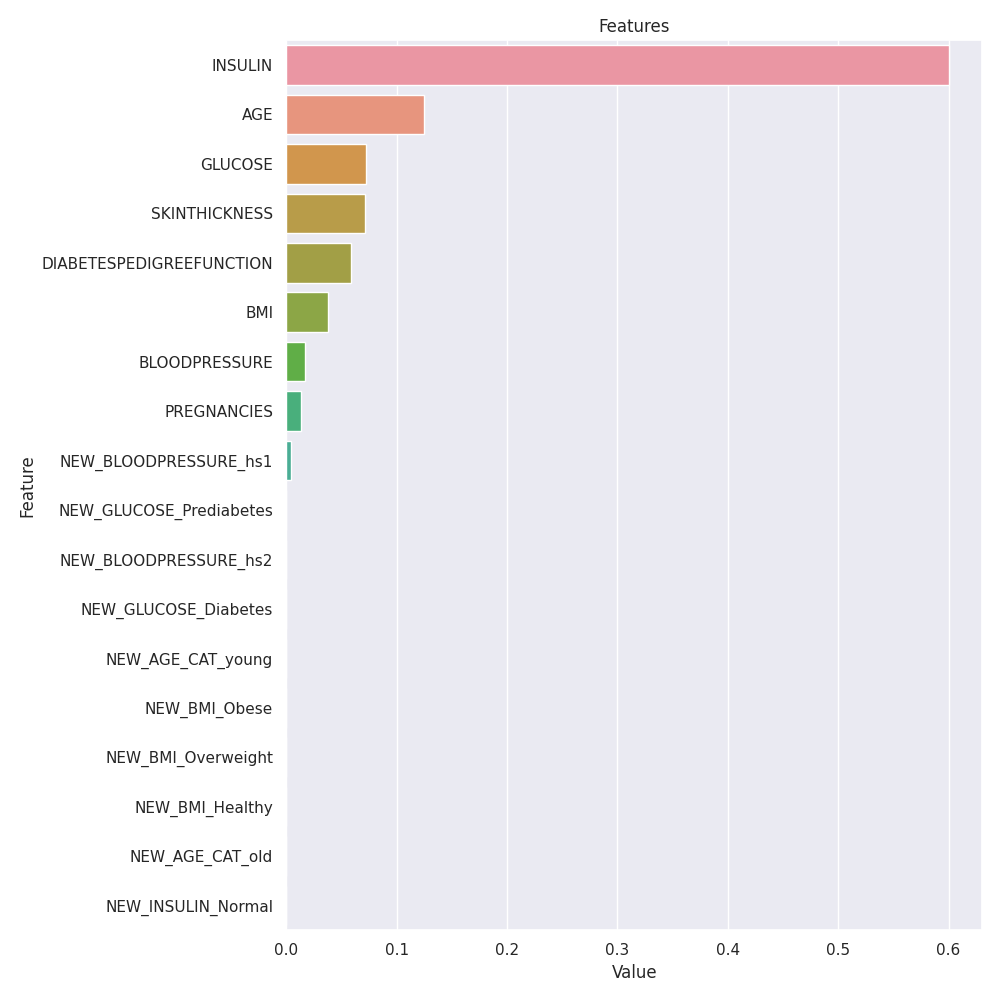 Features
INSULIN
AGE
GLUCOSE
SKINTHICKNESS
DIABETESPEDIGREEFUNCTION
BMI
BLOODPRESSURE
PREGNANCIES
NEW_BLOODPRESSURE_hs1
NEW_GLUCOSE_Prediabetes
NEW_BLOODPRESSURE_hs2
NEW_GLUCOSE_Diabetes
NEW_AGE_CAT_young
NEW_BMI_Obese
NEW_BMI_Overweight
NEW_BMI_Healthy
NEW_AGE_CAT_old
NEW_INSULIN_Normal
Feature
0.0 0.1 0.2 0.3 0.4 0.5 0.6
Value